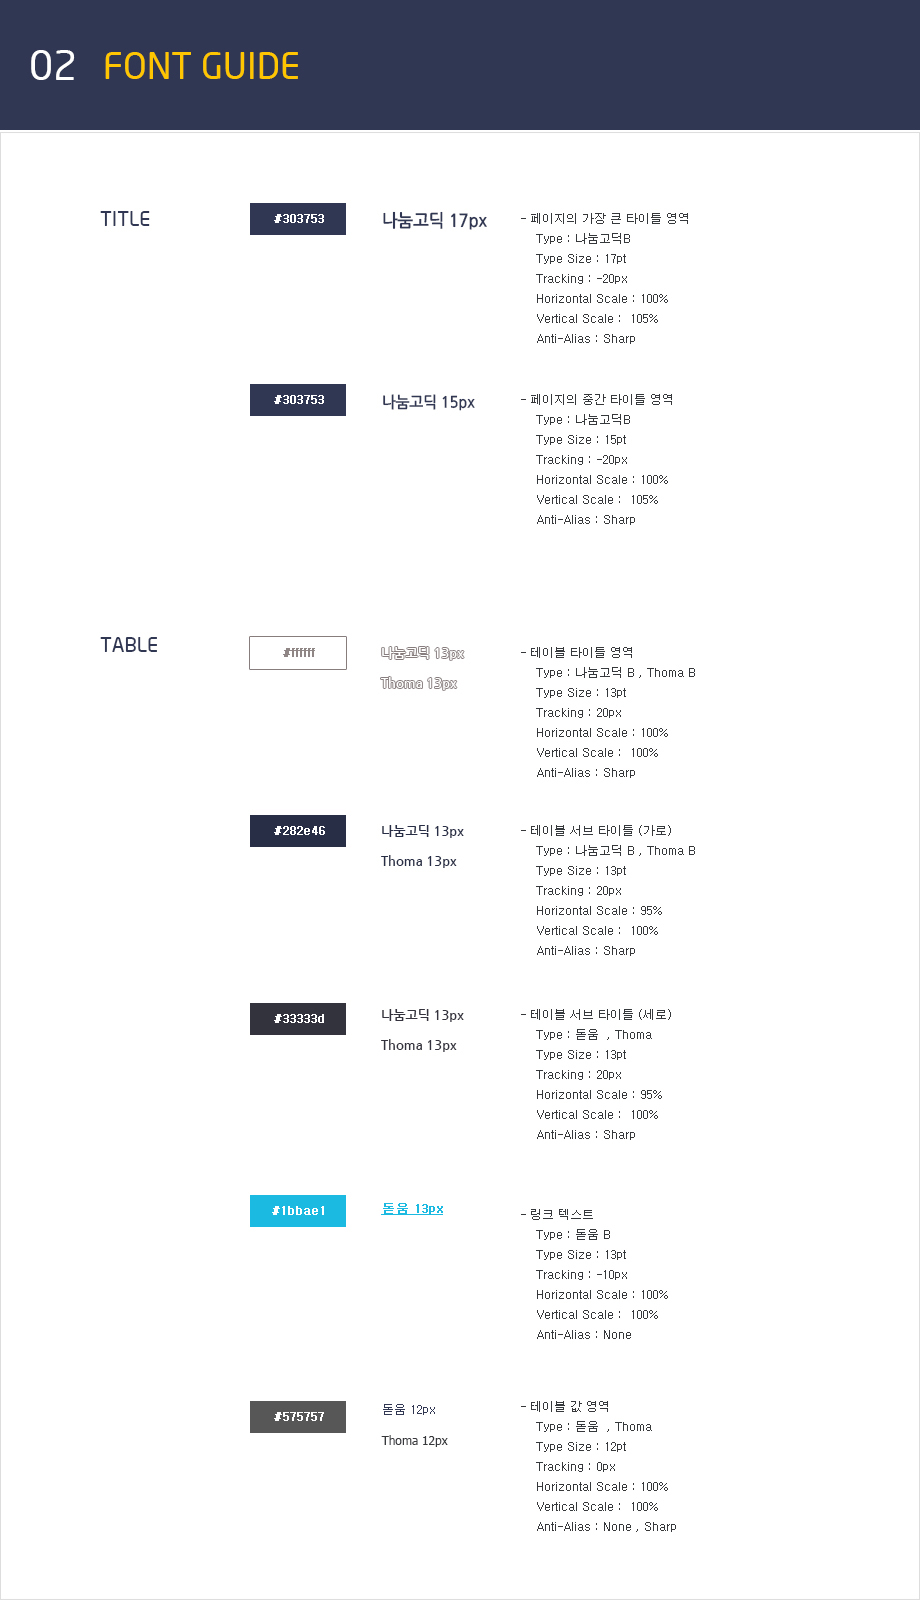 02 FONT GUIDE
TITLE
#303753
나눔고딕 17px
- 페이지의 가장 큰 타이틀 영역
Type : 나눔고딕B
Type Size : 17pt
Tracking : -20px
Horizontal Scale : 100%
Vertical Scale : 105%
Anti-Alias : Sharp
#303753
나눔고딕 15px
- 페이지의 중간 타이틀 영역
Type : 나눔고딕B
Type Size : 15pt
Tracking : -20px
Horizontal Scale : 100%
Vertical Scale : 105%
Anti-Alias : Sharp
TABLE
#ffffff
나눔고딕 13px
Thoma 13px
- 테이블 타이틀 영역
Type : 나눔고딕 B , Thoma B
Type Size : 13pt
Tracking : 20px
Horizontal Scale : 100%
Vertical Scale : 100%
Anti-Alias : Sharp
#282e46
나눔고딕 13px
Thoma 13px
- 테이블 서브 타이틀 (가로)
Type : 나눔고딕 B , Thoma B
Type Size : 13pt
Tracking : 20px
Horizontal Scale : 95%
Vertical Scale : 100%
Anti-Alias : Sharp
#33333d
나눔고딕 13px
Thoma 13px
- 테이블 서브 타이틀 (세로)
Type : 돋움 , Thoma
Type Size : 13pt
Tracking : 20px
Horizontal Scale : 95%
Vertical Scale : 100%
Anti-Alias : Sharp
#1bbae1
돋움 13px
- 링크 텍스트
Type : 돋움 B
Type Size : 13pt
Tracking : -10px
Horizontal Scale : 100%
Vertical Scale : 100%
Anti-Alias : None
#575757
돋움 12px
Thoma 12px
- 테이블 값 영역
Type : 돋움 , Thoma
Type Size : 12pt
Tracking : 0px
Horizontal Scale : 100%
Vertical Scale : 100%
Anti-Alias : None , Sharp